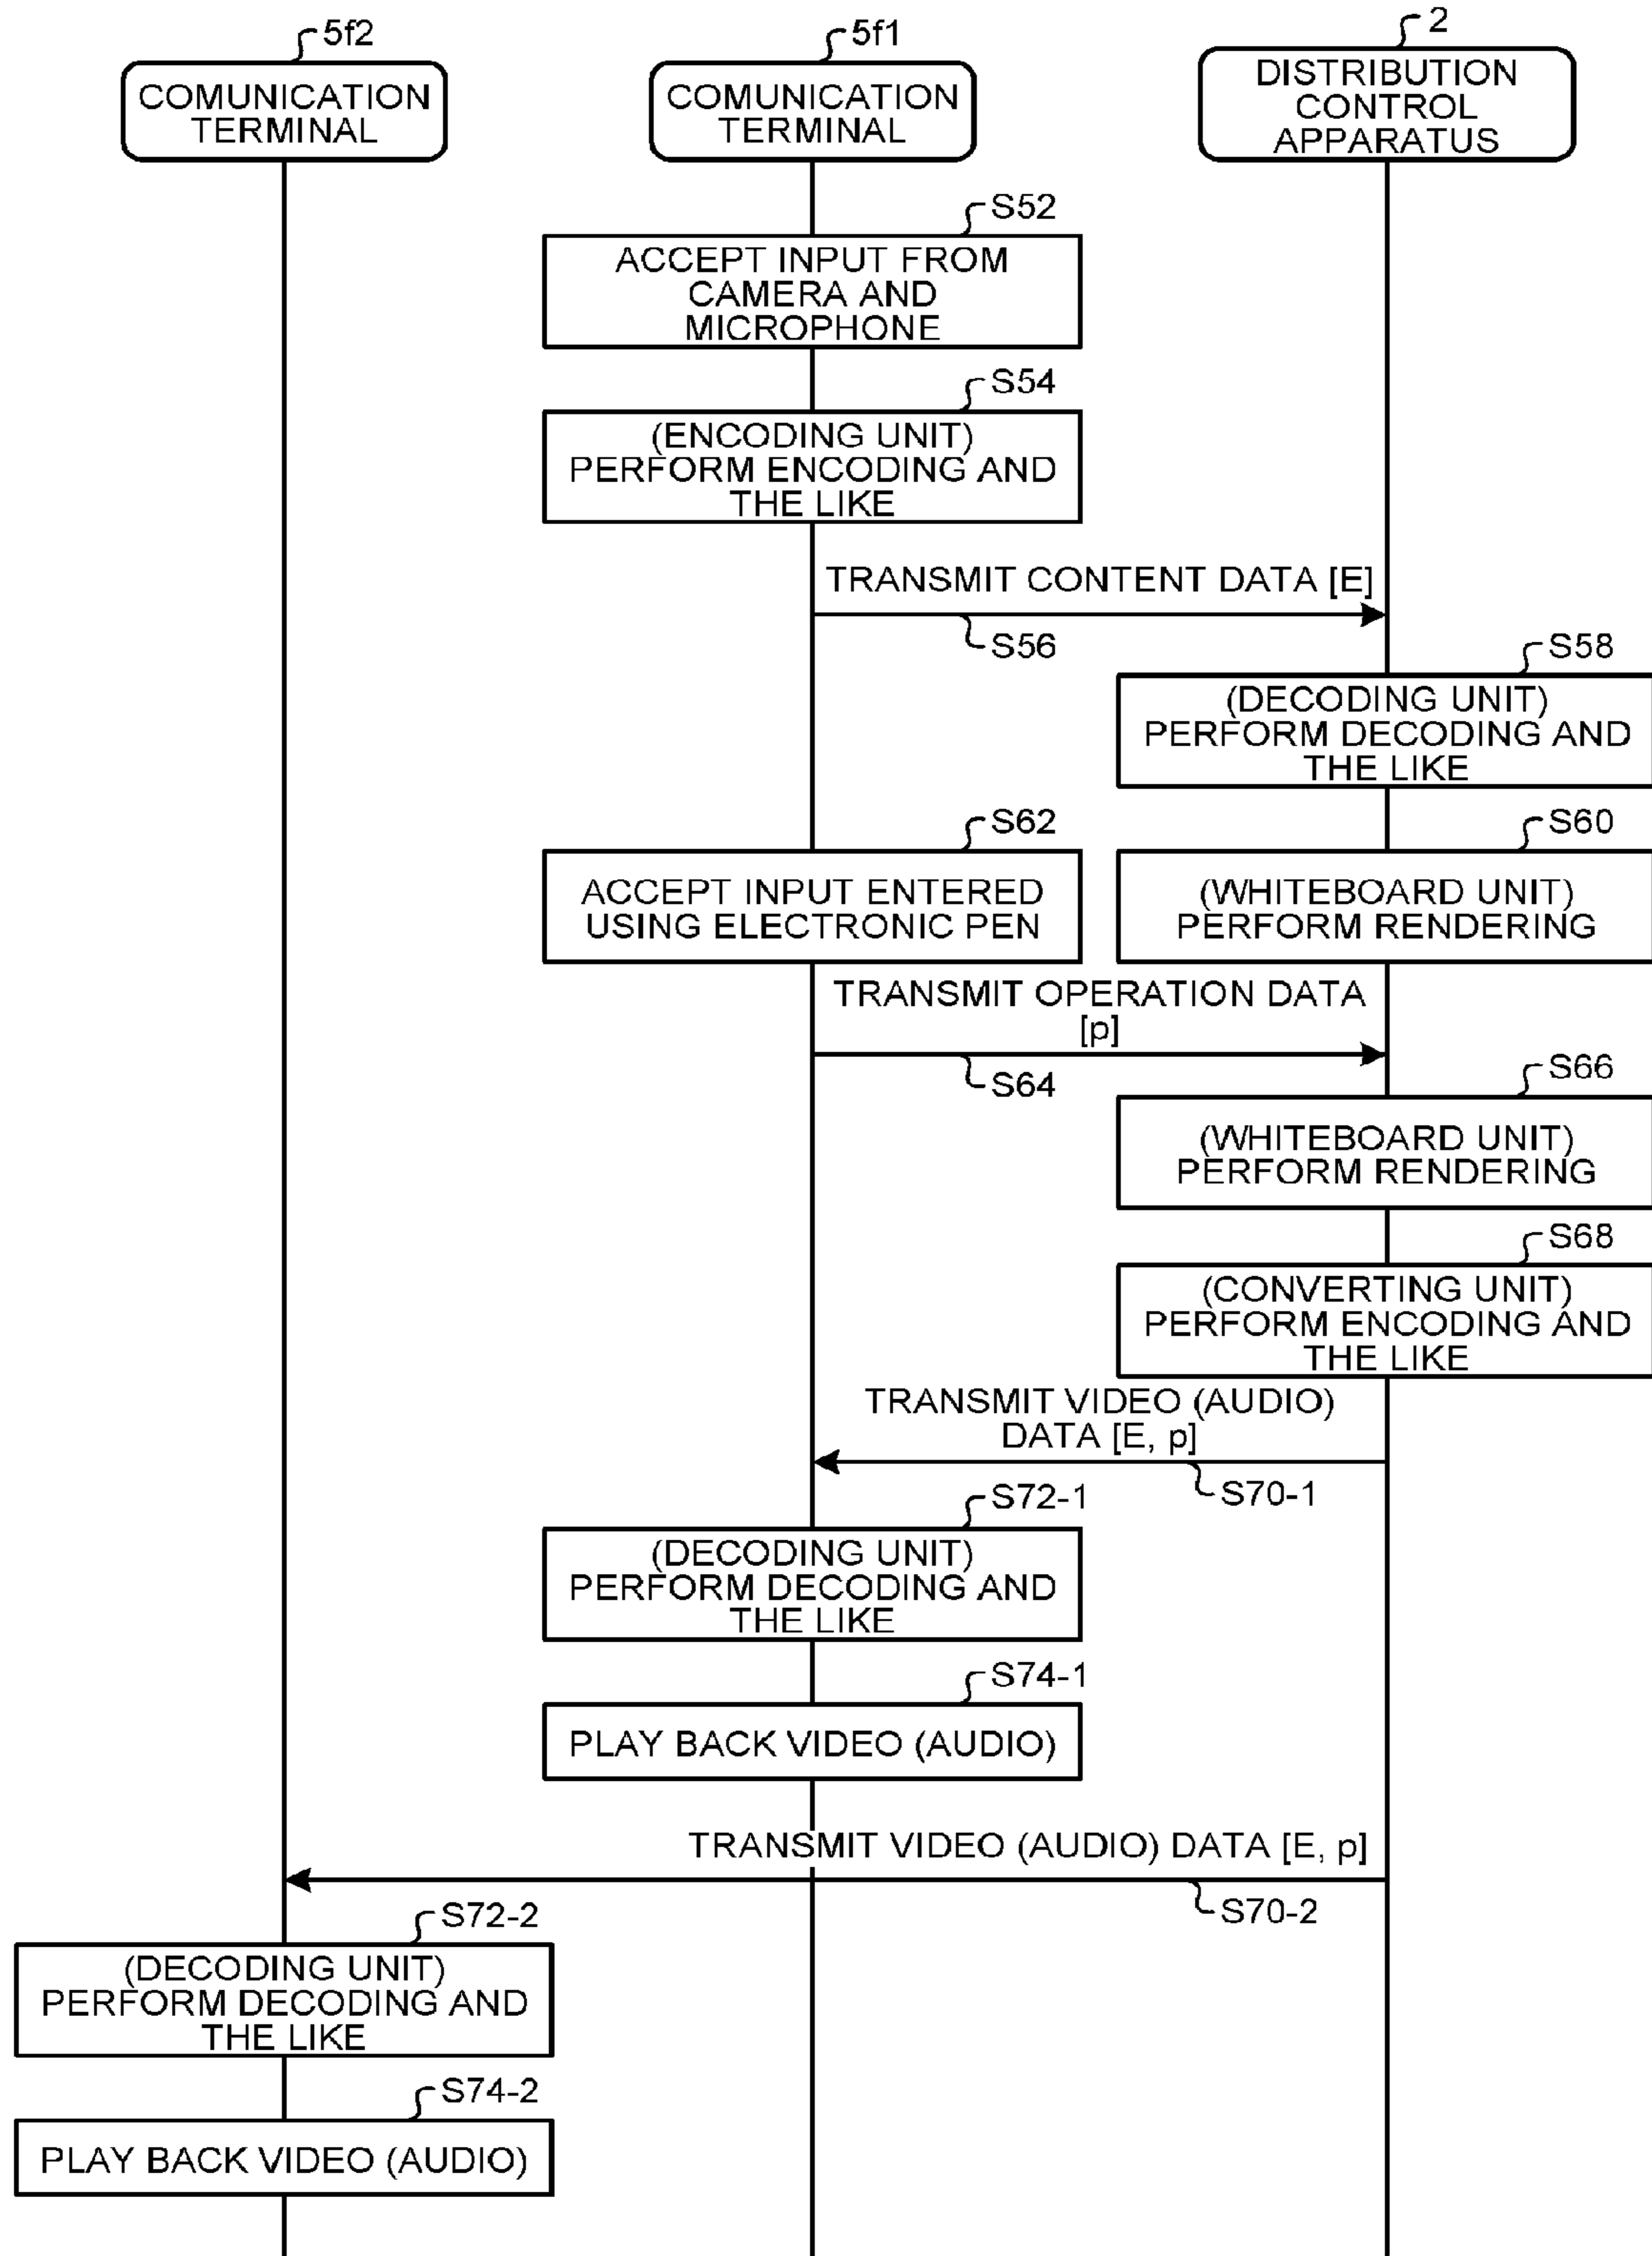 5f2
5f1
2
COMUNICATION
TERMINAL
COMUNICATION
TERMINAL
DISTRIBUTION
CONTROL
APPARATUS
S52
ACCEPT INPUT FROM
CAMERA AND
MICROPHONE
S54
(ENCODING UNIT)
PERFORM ENCODING AND
THE LIKE
TRANSMIT CONTENT DATA [E]
S56
S58
(DECODING UNIT)
PERFORM DECODING AND
THE LIKE
S62
S60
ACCEPT INPUT ENTERED
USING ELECTRONIC PEN
(WHITEBOARD UNIT)
PERFORM RENDERING
TRANSMIT OPERATION DATA
[p]
S64
S66
(WHITEBOARD UNIT)
PERFORM RENDERING
S68
(CONVERTING UNIT)
PERFORM ENCODING AND
THE LIKE
TRANSMIT VIDEO (AUDIO)
DATA [E, p]
S70-1
S72-1
(DECODING UNIT)
PERFORM DECODING AND
THE LIKE
S74-1
PLAY BACK VIDEO (AUDIO)
TRANSMIT VIDEO (AUDIO) DATA [E, p]
S70-2
S72-2
(DECODING UNIT)
PERFORM DECODING AND
THE LIKE
S74-2
PLAY BACK VIDEO (AUDIO)